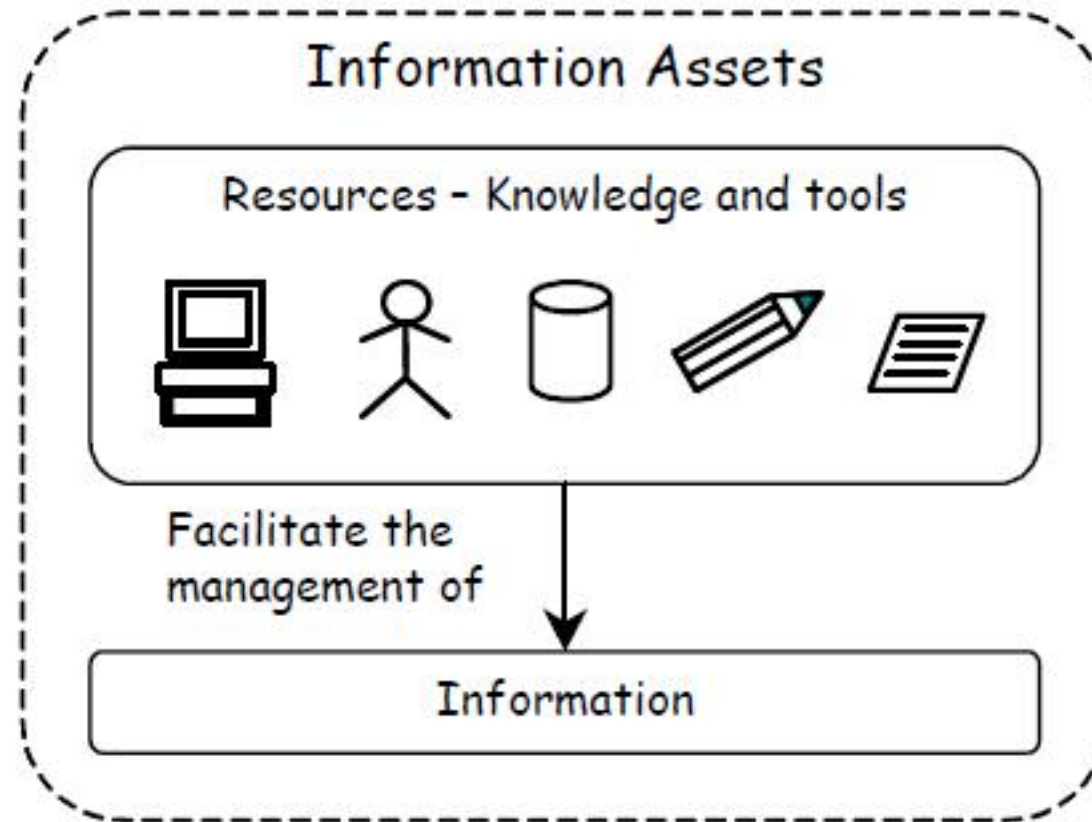 Information Assets
Resources – Knowledge and tools
Facilitate the
management of
Information